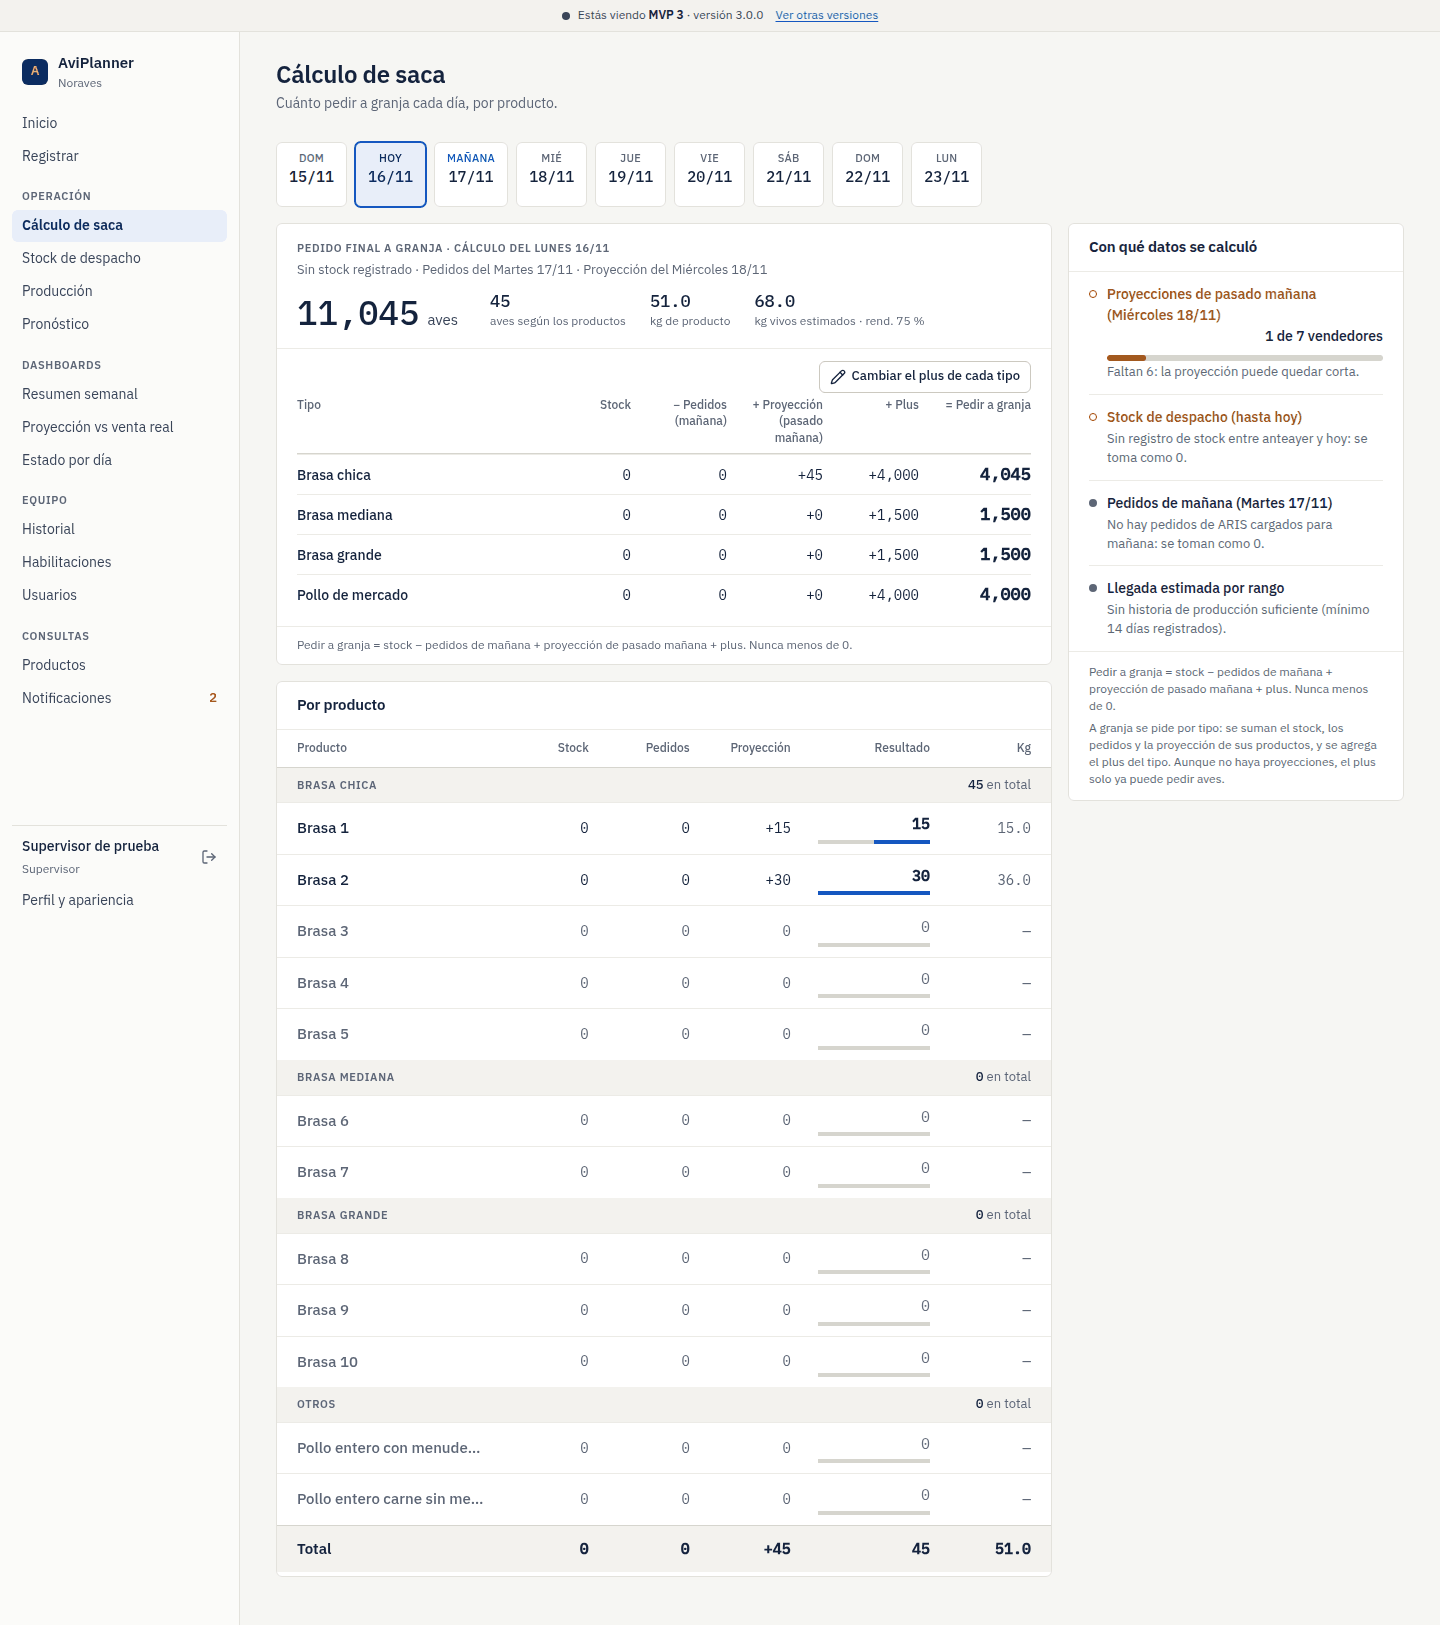 Estás viendo MVP 3 · versión 3.0.0 Ver otras versiones
A
AviPlanner
Noraves
Inicio
Registrar
OPERACIÓN
Cálculo de saca
Stock de despacho
Producción
Pronóstico
DASHBOARDS
Resumen semanal
Proyección vs venta real
Estado por día
EQUIPO
Historial
Habilitaciones
Usuarios
CONSULTAS
Productos
Notificaciones 2
Supervisor de prueba
Supervisor
Perfil y apariencia
Cálculo de saca
Cuánto pedir a granja cada día, por producto.
DOM HOY MAÑANA MIÉ JUE VIE SÁB DOM LUN
15/11 16/11 17/11 18/11 19/11 20/11 21/11 22/11 23/11
PEDIDO FINAL A GRANJA · CÁLCULO DEL LUNES 16/11
Sin stock registrado · Pedidos del Martes 17/11 · Proyección del Miércoles 18/11
11,045 aves
45
aves según los productos
51.0
kg de producto
68.0
kg vivos estimados · rend. 75 %
Cambiar el plus de cada tipo
Tipo Stock − Pedidos + Proyección + Plus = Pedir a granja
(mañana) (pasado
mañana)
Brasa chica 0 0 +45 +4,000 4,045
Brasa mediana 0 0 +0 +1,500 1,500
Brasa grande 0 0 +0 +1,500 1,500
Pollo de mercado 0 0 +0 +4,000 4,000
Pedir a granja = stock − pedidos de mañana + proyección de pasado mañana + plus. Nunca menos de 0.
Por producto
Producto Stock Pedidos Proyección Resultado Kg
BRASA CHICA 45 en total
Brasa 1 0 0 +15 15 15.0
Brasa 2 0 0 +30 30 36.0
Brasa 3 0 0 0 0 –
Brasa 4 0 0 0 0 –
Brasa 5 0 0 0 0 –
BRASA MEDIANA 0 en total
Brasa 6 0 0 0 0 –
Brasa 7 0 0 0 0 –
BRASA GRANDE 0 en total
Brasa 8 0 0 0 0 –
Brasa 9 0 0 0 0 –
Brasa 10 0 0 0 0 –
OTROS 0 en total
Pollo entero con menude... 0 0 0 0 –
Pollo entero carne sin me... 0 0 0 0 –
Total 0 0 +45 45 51.0
Con qué datos se calculó
Proyecciones de pasado mañana
(Miércoles 18/11)
1 de 7 vendedores
Faltan 6: la proyección puede quedar corta.
Stock de despacho (hasta hoy)
Sin registro de stock entre anteayer y hoy: se
toma como 0.
Pedidos de mañana (Martes 17/11)
No hay pedidos de ARIS cargados para
mañana: se toman como 0.
Llegada estimada por rango
Sin historia de producción suficiente (mínimo
14 días registrados).
Pedir a granja = stock − pedidos de mañana +
proyección de pasado mañana + plus. Nunca menos
de 0.
A granja se pide por tipo: se suman el stock, los
pedidos y la proyección de sus productos, y se agrega
el plus del tipo. Aunque no haya proyecciones, el plus
solo ya puede pedir aves.